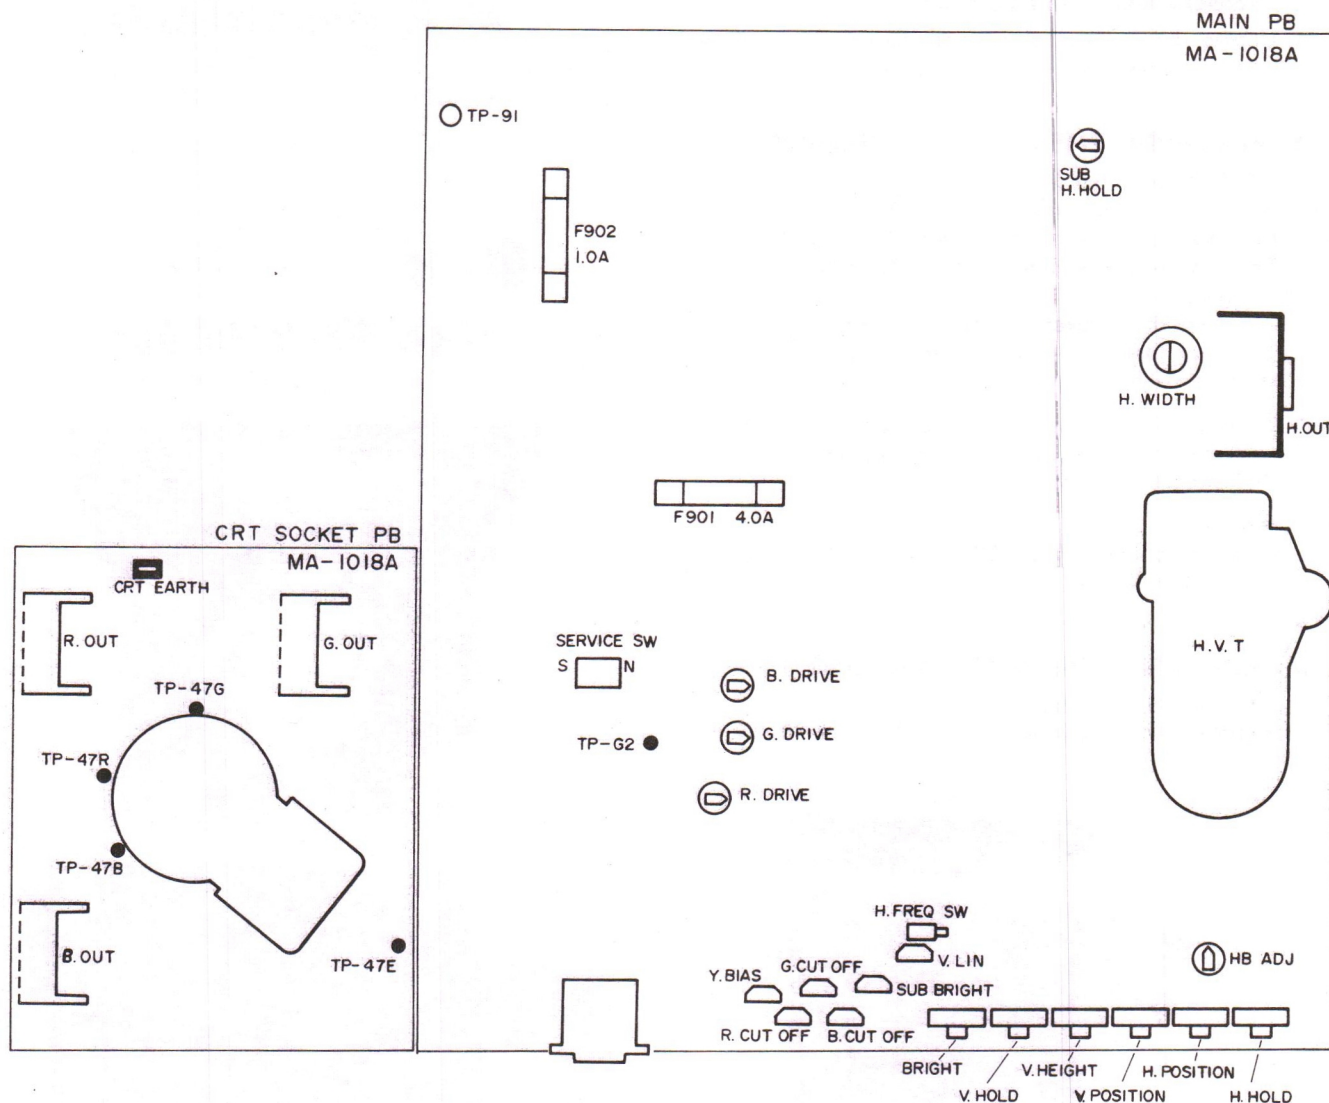 MAIN PB
MA-1018A
TP-91
SUB
H.HOLD
F902
1.0A
H. WIDTH
H.OUT
F901 4.0A
CRT SOCKET PB
MA-1018A
CRT EARTH
R.OUT
G.OUT
SERVICE SW
S N
H.V.T
B. DRIVE
TP-47G
G. DRIVE
TP-G2
TP-47R
R. DRIVE
TP-47B
H.FREQ SW
B.OUT
TP-47E
V.LIN
HB ADJ
Y.BIAS
G.CUT OFF
SUB BRIGHT
R. CUT OFF
B.CUT OFF
BRIGHT
V.HEIGHT
H. POSITION
V. HOLD
V.POSITION
H. HOLD